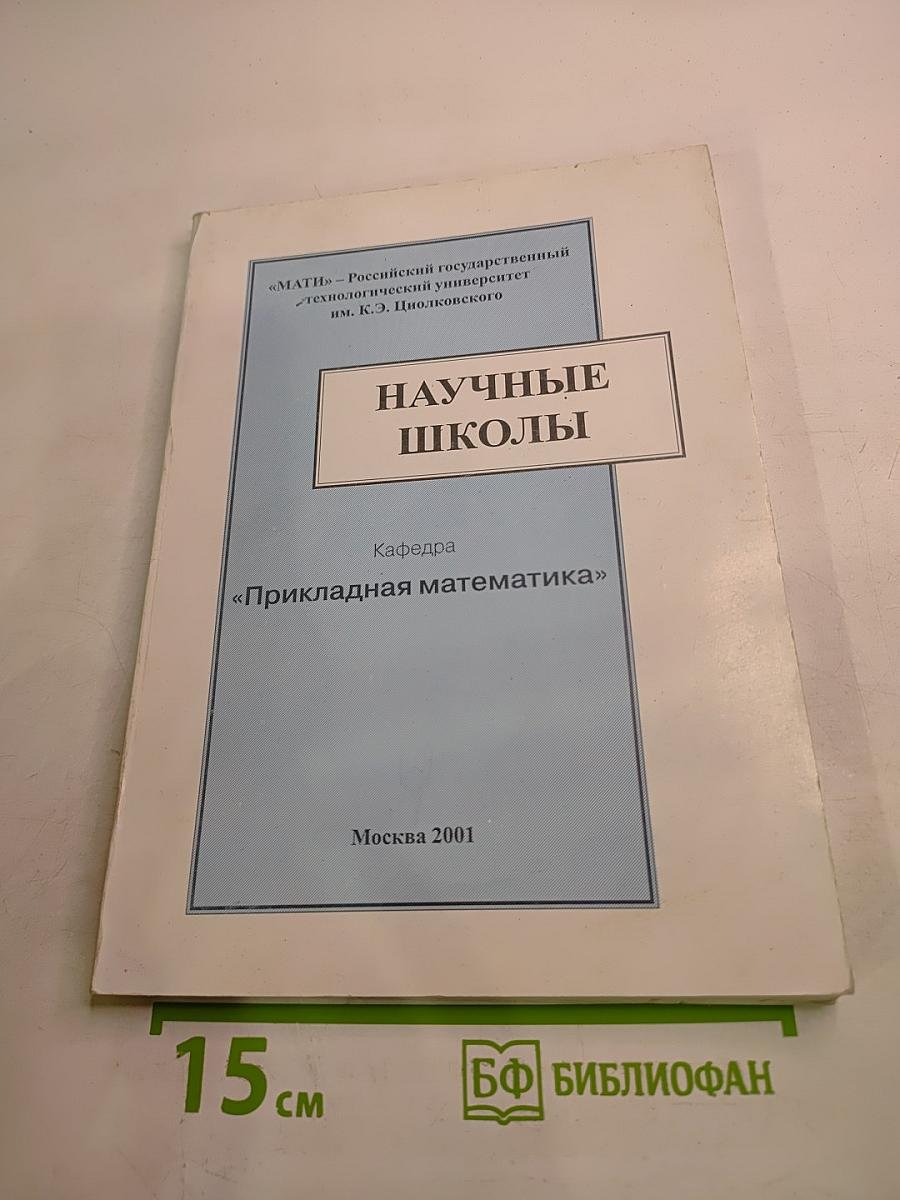 «МАТИ» – Российский государственный
технологический университет
им. К.Э. Циолковского
НАУЧНЫЕ
ШКОЛЫ
Кафедра
«Прикладная математика»
Москва 2001
15 см
БФ БИБЛИОФАН